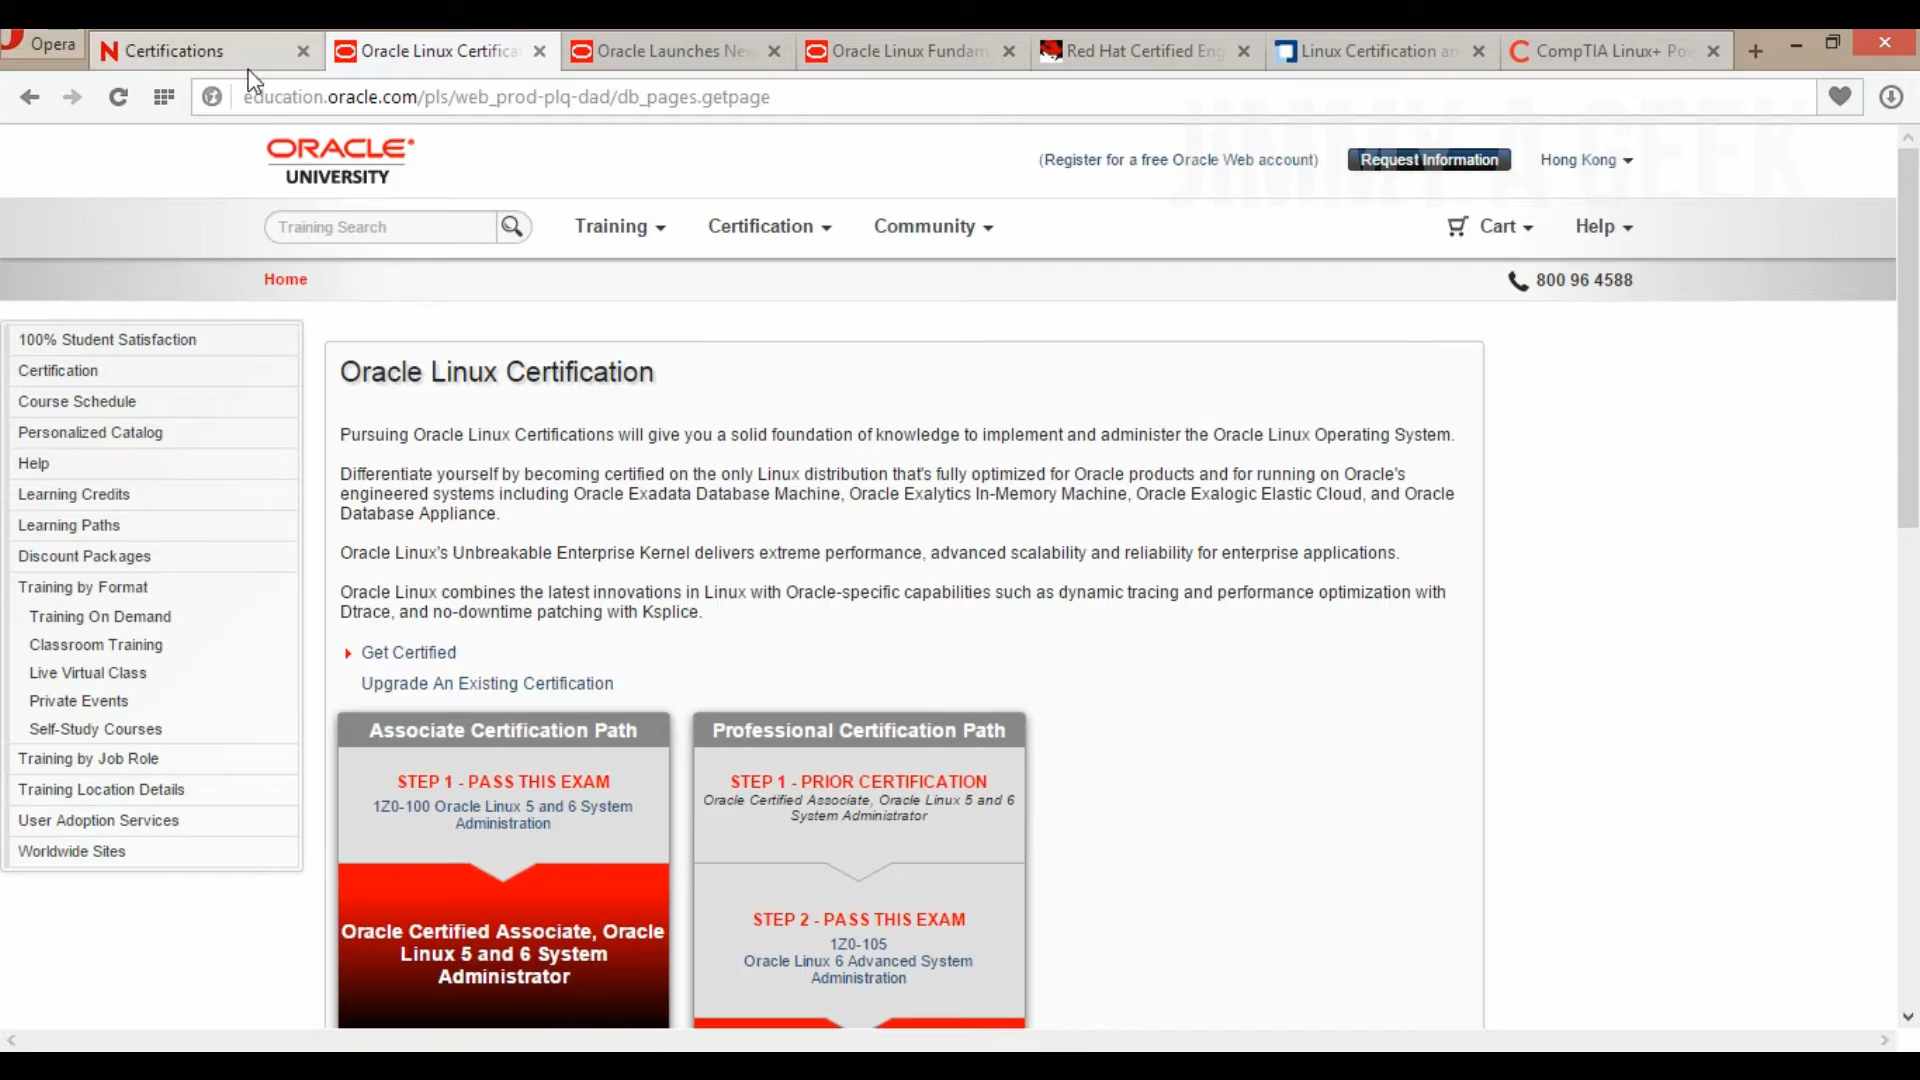 Opera
Certifications
Oracle Linux Certifica
Oracle Launches Ne
Oracle Linux Fundam
Red Hat Certified Eng
Linux Certification an
CompTIA Linux+ Po
education.oracle.com/pls/web_prod-plq-dad/db_pages.getpage
JIMMY A GEEK
ORACLE
UNIVERSITY
(Register for a free Oracle Web account)
Request Information
Hong Kong
Training Search
Training
Certification
Community
Cart
Help
Home
800 96 4588
100% Student Satisfaction
Certification
Course Schedule
Personalized Catalog
Help
Learning Credits
Learning Paths
Discount Packages
Training by Format
Training On Demand
Classroom Training
Live Virtual Class
Private Events
Self-Study Courses
Training by Job Role
Training Location Details
User Adoption Services
Worldwide Sites
Oracle Linux Certification
Pursuing Oracle Linux Certifications will give you a solid foundation of knowledge to implement and administer the Oracle Linux Operating System.
Differentiate yourself by becoming certified on the only Linux distribution that's fully optimized for Oracle products and for running on Oracle's
engineered systems including Oracle Exadata Database Machine, Oracle Exalytics In-Memory Machine, Oracle Exalogic Elastic Cloud, and Oracle
Database Appliance.
Oracle Linux's Unbreakable Enterprise Kernel delivers extreme performance, advanced scalability and reliability for enterprise applications.
Oracle Linux combines the latest innovations in Linux with Oracle-specific capabilities such as dynamic tracing and performance optimization with
Dtrace, and no-downtime patching with Ksplice.
Get Certified
Upgrade An Existing Certification
Associate Certification Path
STEP 1 - PASS THIS EXAM
1Z0-100 Oracle Linux 5 and 6 System
Administration
Oracle Certified Associate, Oracle
Linux 5 and 6 System
Administrator
Professional Certification Path
STEP 1 - PRIOR CERTIFICATION
Oracle Certified Associate, Oracle Linux 5 and 6
System Administrator
STEP 2 - PASS THIS EXAM
1Z0-105
Oracle Linux 6 Advanced System
Administration